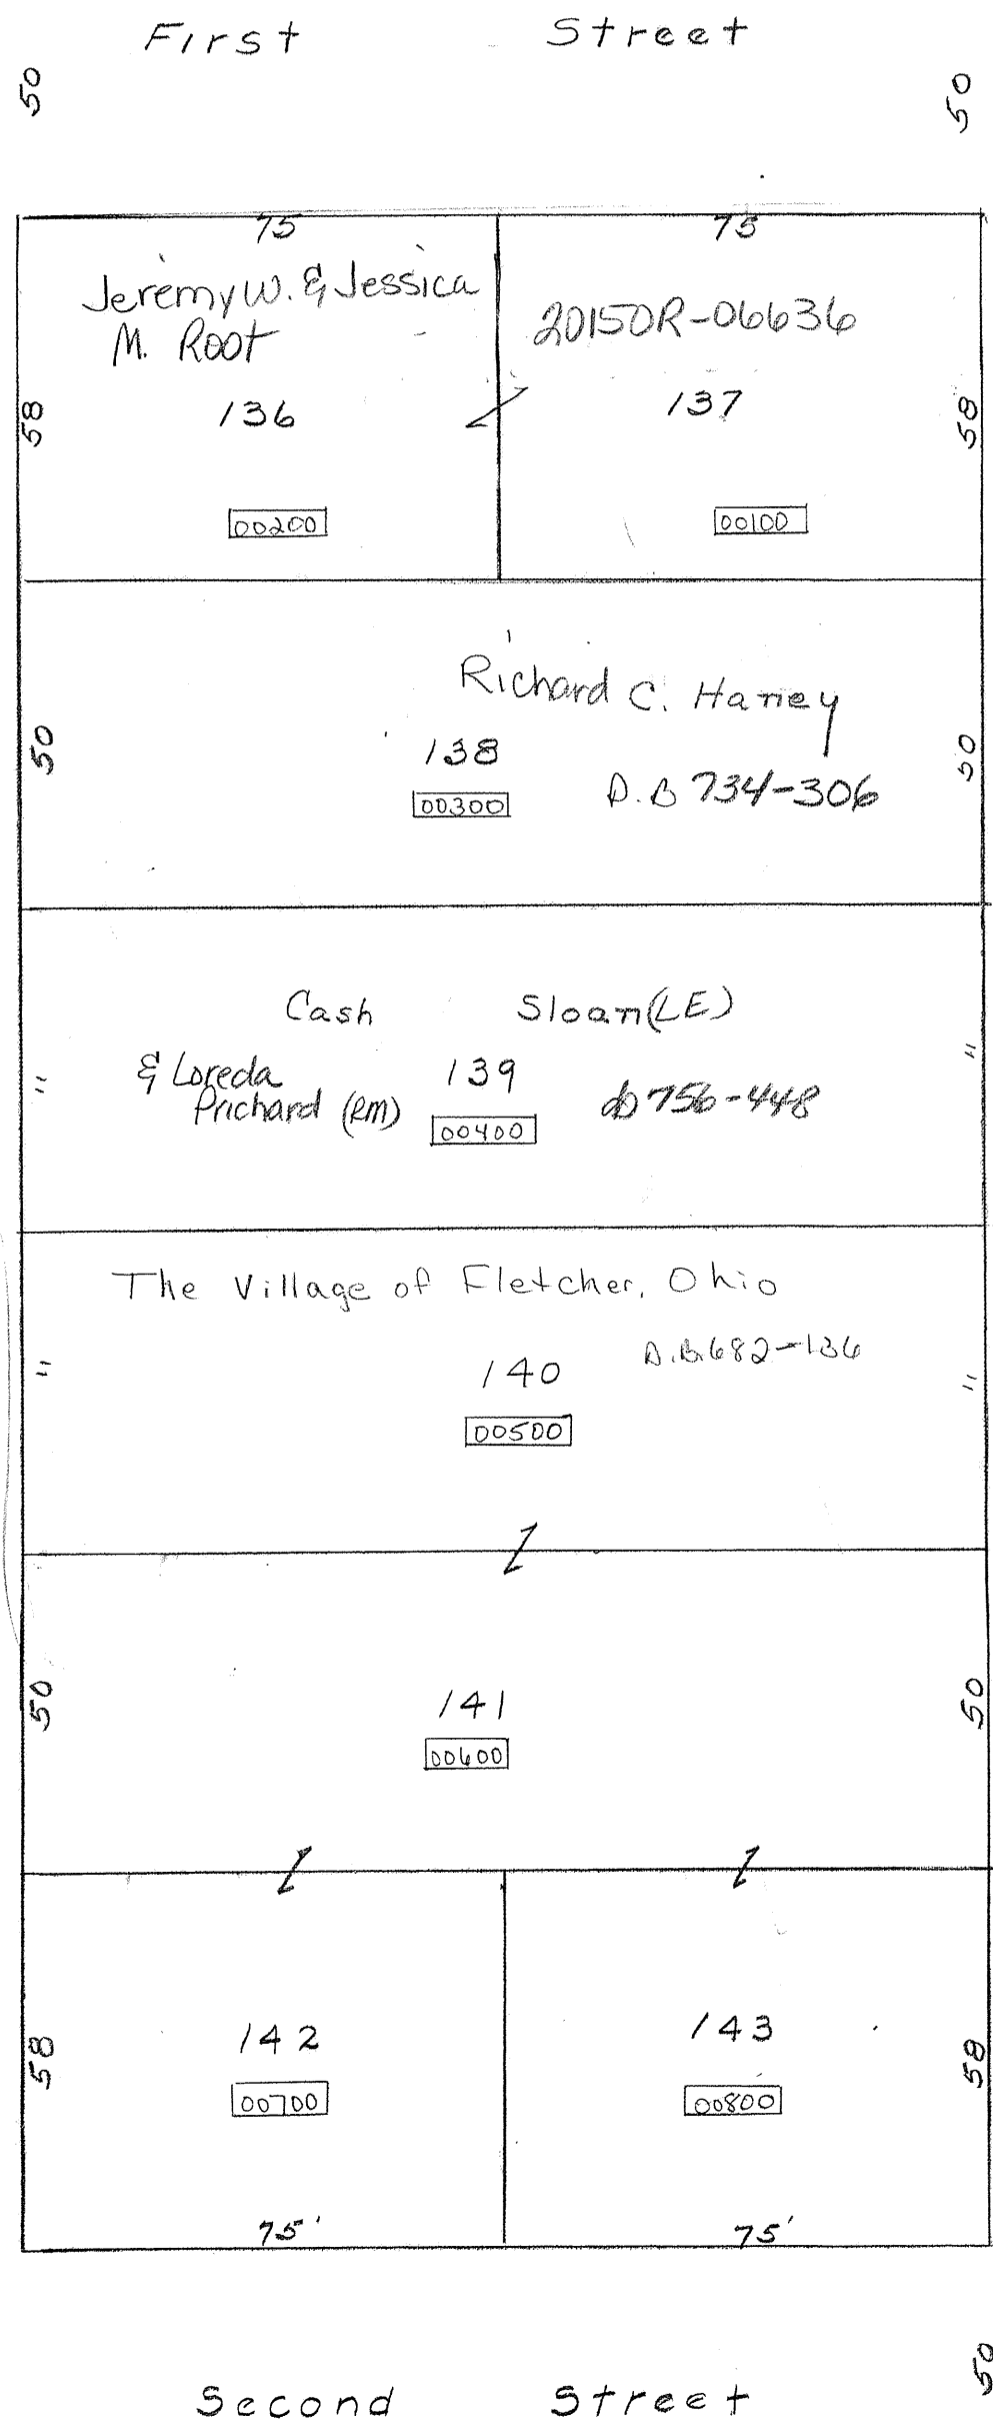 First Street
50 50
75 75
Jeremy W. & Jessica
M. Root
20150R-06636
58 136 137 58
00200 00100
Richard C. Haney
50 138 50
00300 D.B 734-306
Cash Sloan (LE)
" & Loreda 139 "
Prichard (RM) 00400 db 756-448
The Village of Fletcher, Ohio
D.B. 682-136
" 140 "
00500
50 141 50
00600
58 142 143 58
00700 00800
75' 75'
50
Second Street